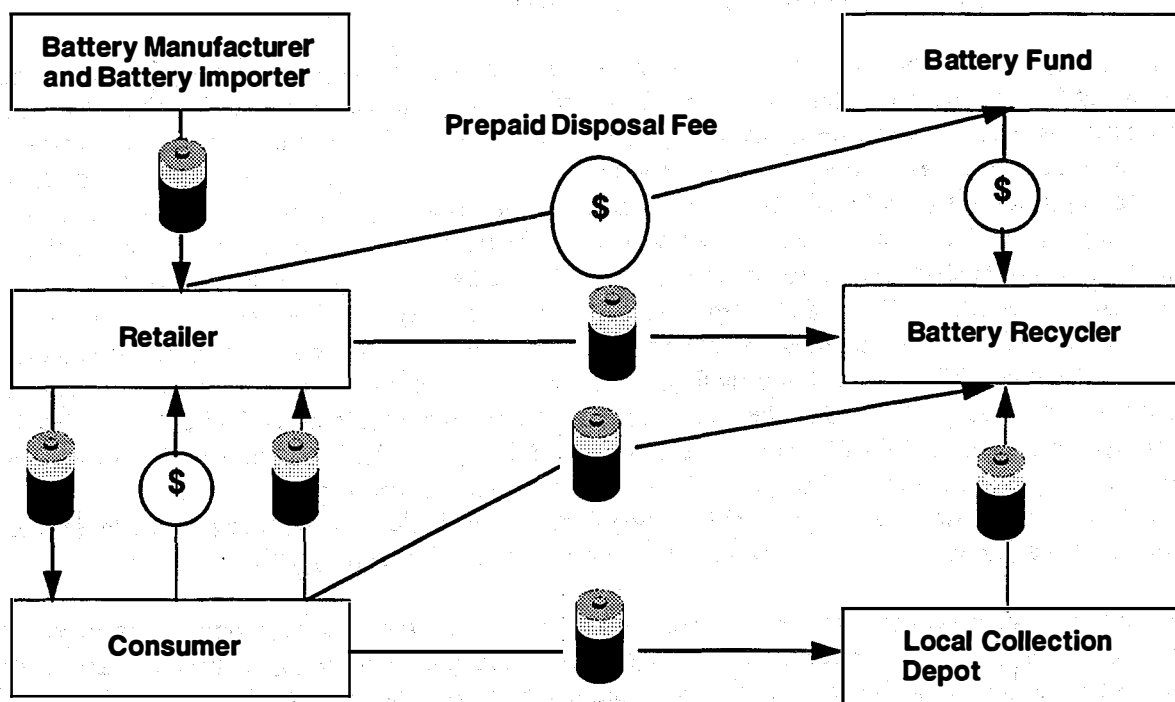 Battery Manufacturer
and Battery Importer
Battery Fund
Prepaid Disposal Fee
$
$
Retailer
Battery Recycler
$
Consumer
Local Collection
Depot